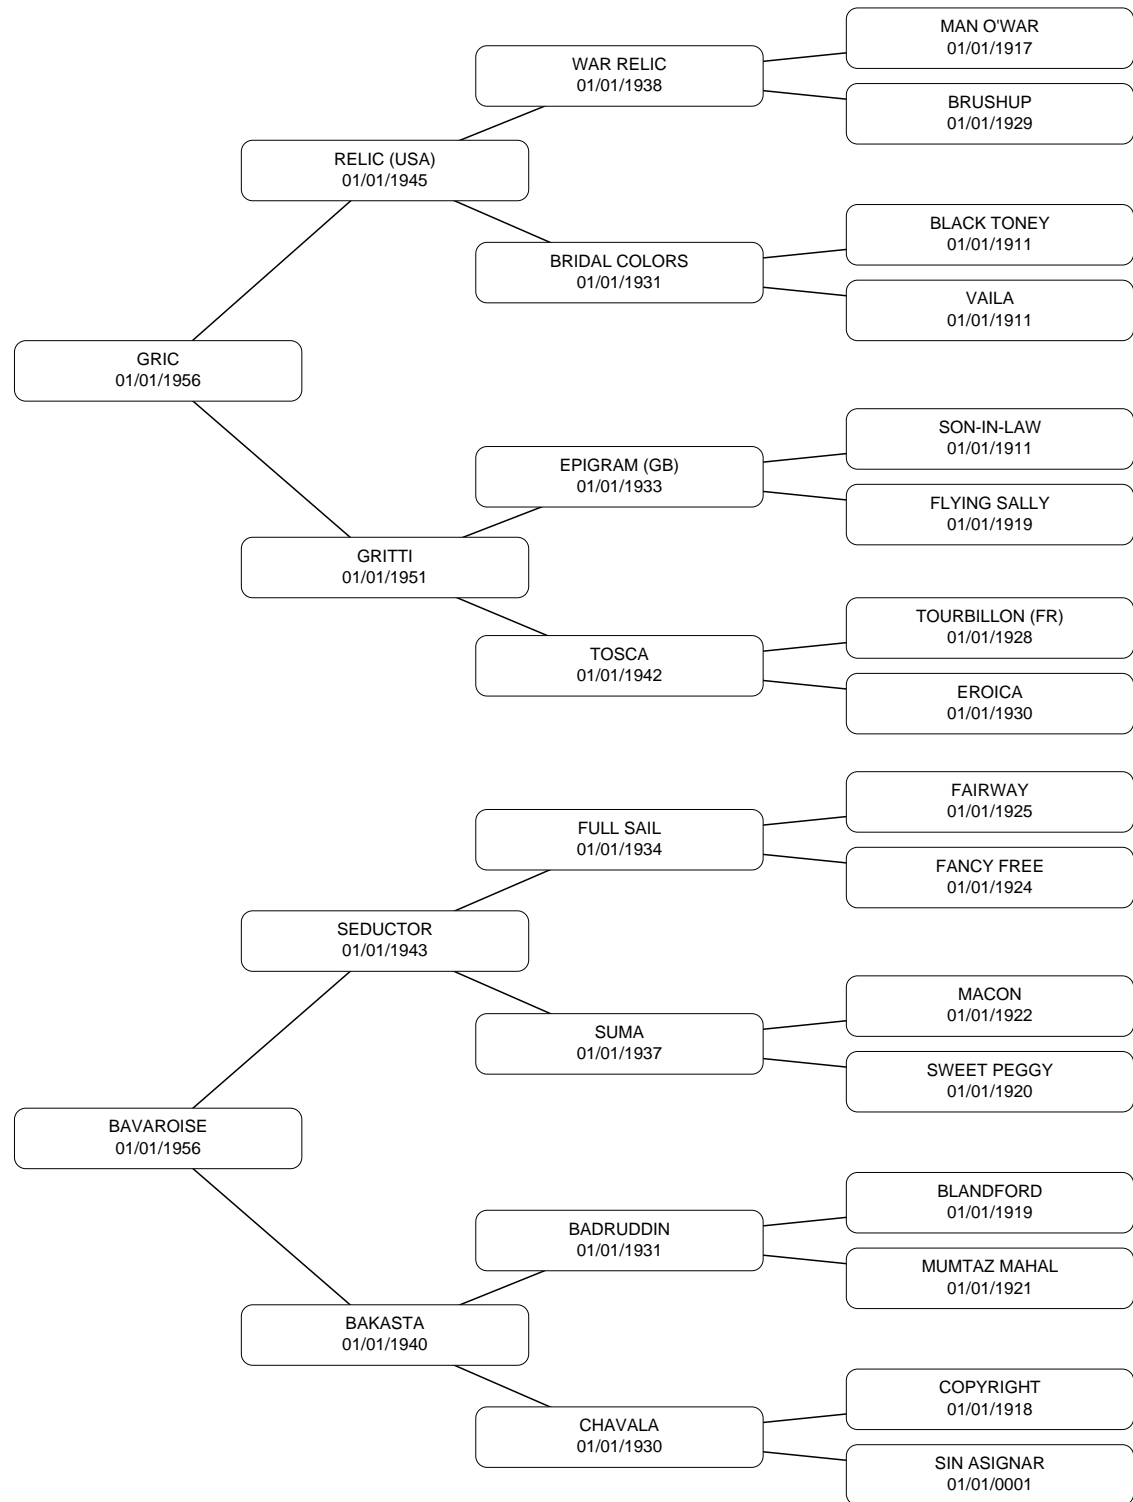 MAN O'WAR
01/01/1917
WAR RELIC
01/01/1938
BRUSHUP
01/01/1929
RELIC (USA)
01/01/1945
BLACK TONEY
01/01/1911
BRIDAL COLORS
01/01/1931
VAILA
01/01/1911
GRIC
01/01/1956
SON-IN-LAW
01/01/1911
EPIGRAM (GB)
01/01/1933
FLYING SALLY
01/01/1919
GRITTI
01/01/1951
TOURBILLON (FR)
01/01/1928
TOSCA
01/01/1942
EROICA
01/01/1930
FAIRWAY
01/01/1925
FULL SAIL
01/01/1934
FANCY FREE
01/01/1924
SEDUCTOR
01/01/1943
MACON
01/01/1922
SUMA
01/01/1937
SWEET PEGGY
01/01/1920
BAVAROISE
01/01/1956
BLANDFORD
01/01/1919
BADRUDDIN
01/01/1931
MUMTAZ MAHAL
01/01/1921
BAKASTA
01/01/1940
COPYRIGHT
01/01/1918
CHAVALA
01/01/1930
SIN ASIGNAR
01/01/0001